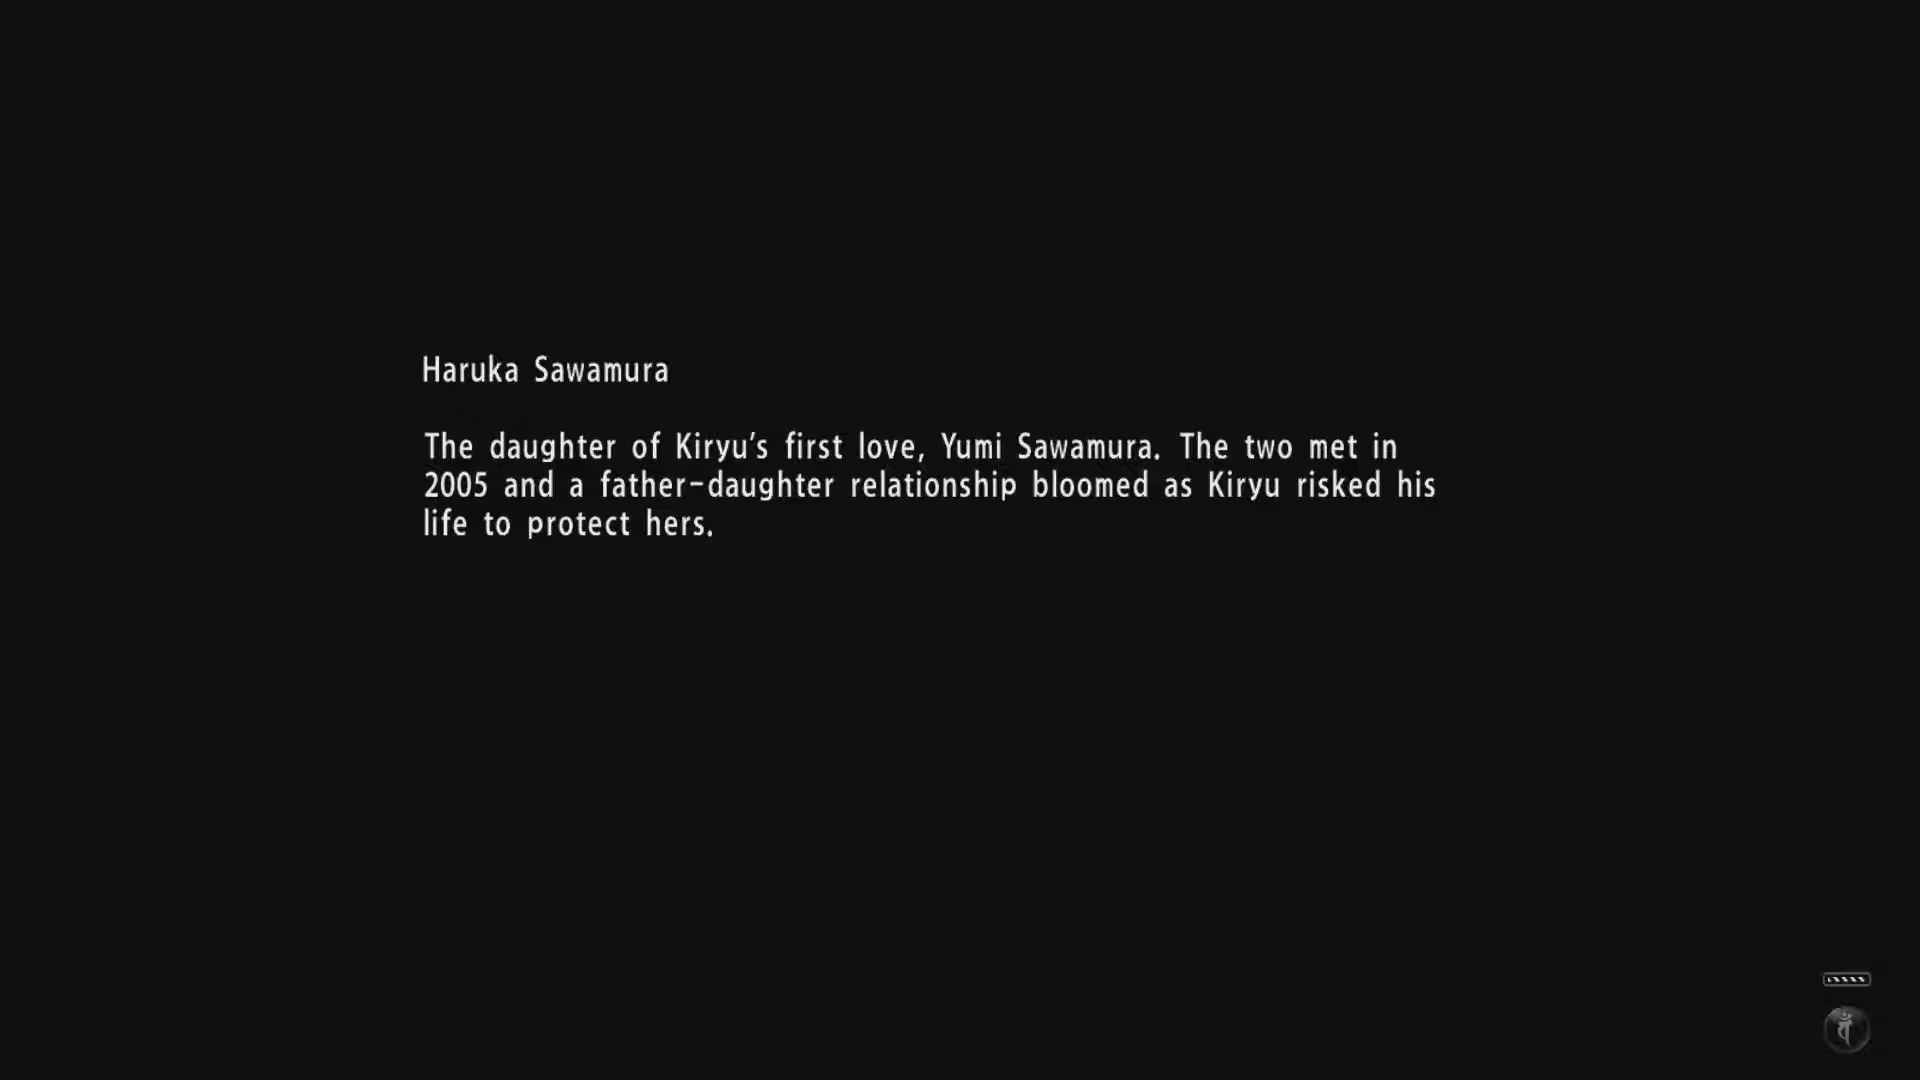 Haruka Sawamura
The daughter of Kiryu's first love, Yumi Sawamura. The two met in
2005 and a father-daughter relationship bloomed as Kiryu risked his
life to protect hers.